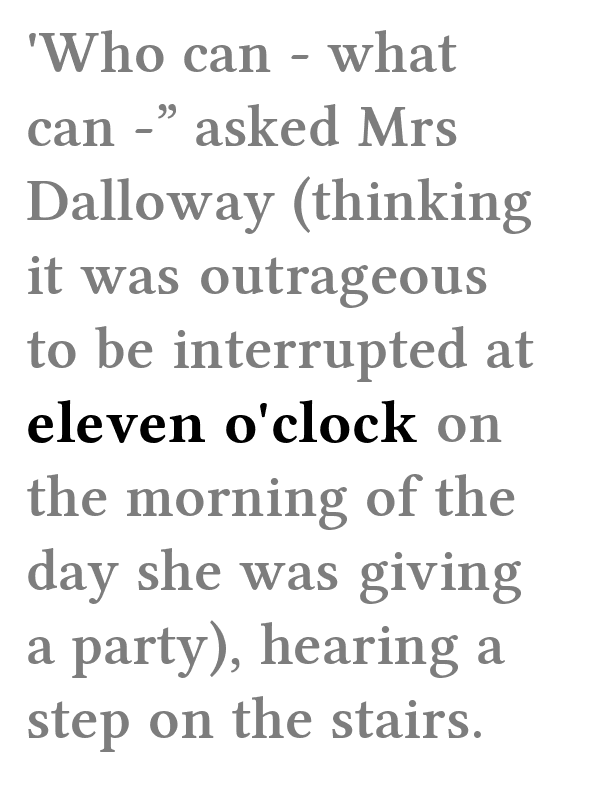 'Who can - what
can -” asked Mrs
Dalloway (thinking
it was outrageous
to be interrupted at
eleven o'clock on
the morning of the
day she was giving
a party), hearing a
step on the stairs.